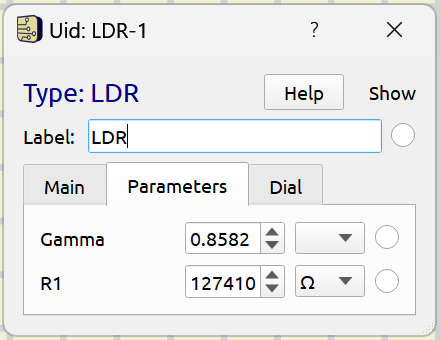 Uid: LDR-1 ?
Type: LDR Help Show
Label: LDR
Main Parameters Dial
Gamma 0.8582
R1 127410 Ω